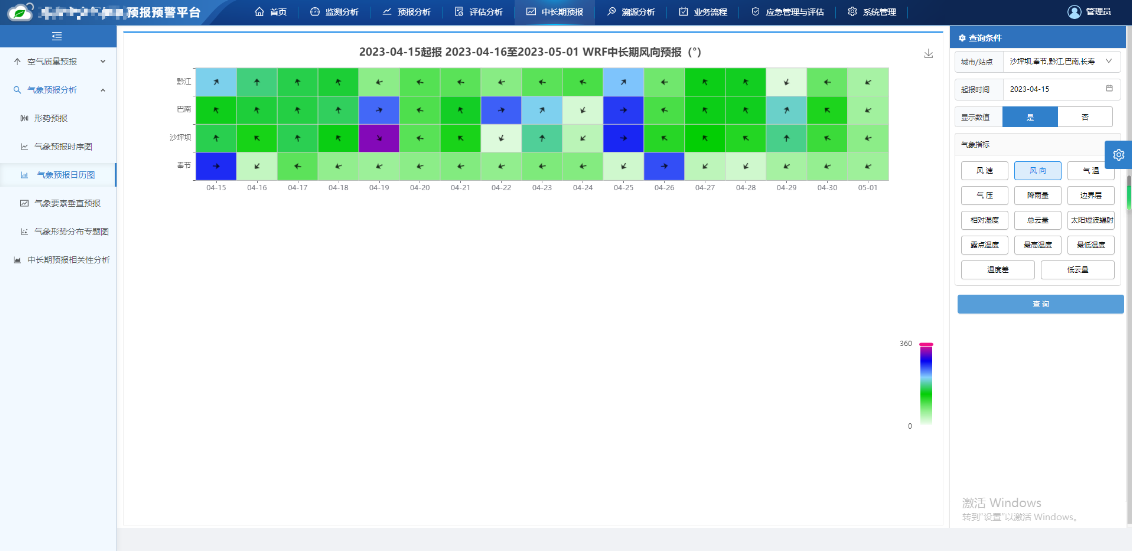 预报预警平台
首页
监测分析
预报分析
评估分析
中长期预报
溯源分析
业务流程
应急管理与评估
系统管理
管理员
空气质量预报
气象预报分析
形势预报
气象预报时序图
气象预报日历图
气象要素垂直预报
气象形势分布专题图
中长期预报相关性分析
2023-04-15起报 2023-04-16至2023-05-01 WRF中长期风向预报（°）
黔江
巴南
沙坪坝
奉节
04-15 04-16 04-17 04-18 04-19 04-20 04-21 04-22 04-23 04-24 04-25 04-26 04-27 04-28 04-29 04-30 05-01
360
0
查询条件
城市/站点 沙坪坝,奉节,黔江,巴南,长寿
起报时间 2023-04-15
显示数值 是 否
气象指标
风 速 风 向 气 温
气 压 降雨量 边界层
相对湿度 总云量 太阳短波辐射
露点温度 最高温度 最低温度
温度差 低云量
查 询
激活 Windows
转到"设置"以激活 Windows。